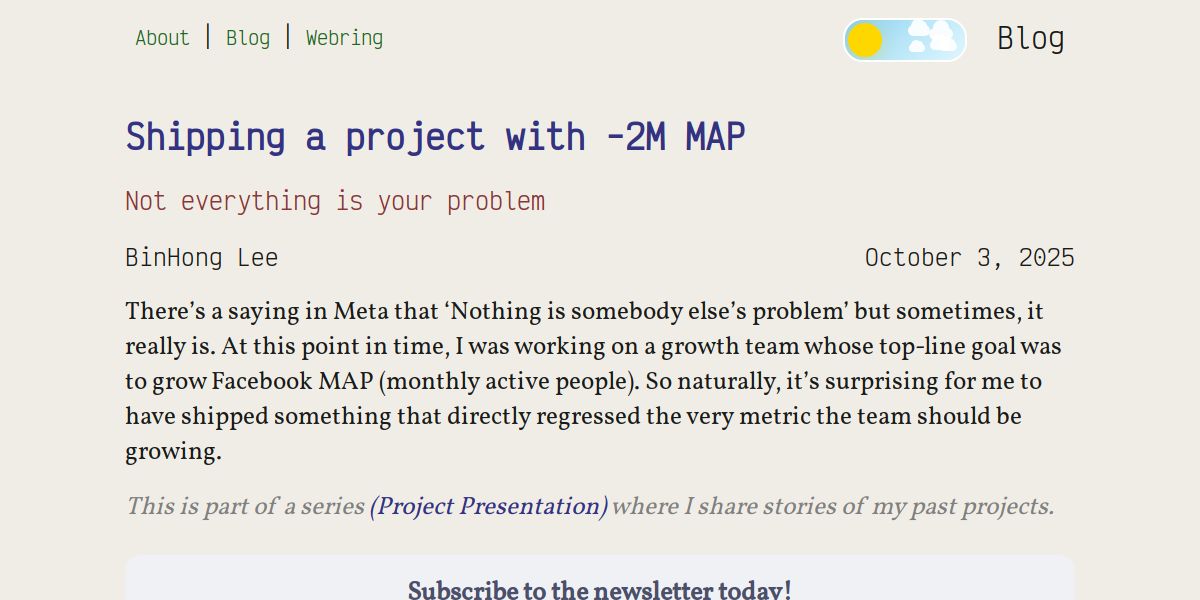 About | Blog | Webring
Blog
Shipping a project with -2M MAP
Not everything is your problem
BinHong Lee
October 3, 2025
There’s a saying in Meta that ‘Nothing is somebody else’s problem’ but sometimes, it
really is. At this point in time, I was working on a growth team whose top-line goal was
to grow Facebook MAP (monthly active people). So naturally, it’s surprising for me to
have shipped something that directly regressed the very metric the team should be
growing.
This is part of a series (Project Presentation) where I share stories of my past projects.
Subscribe to the newsletter today!